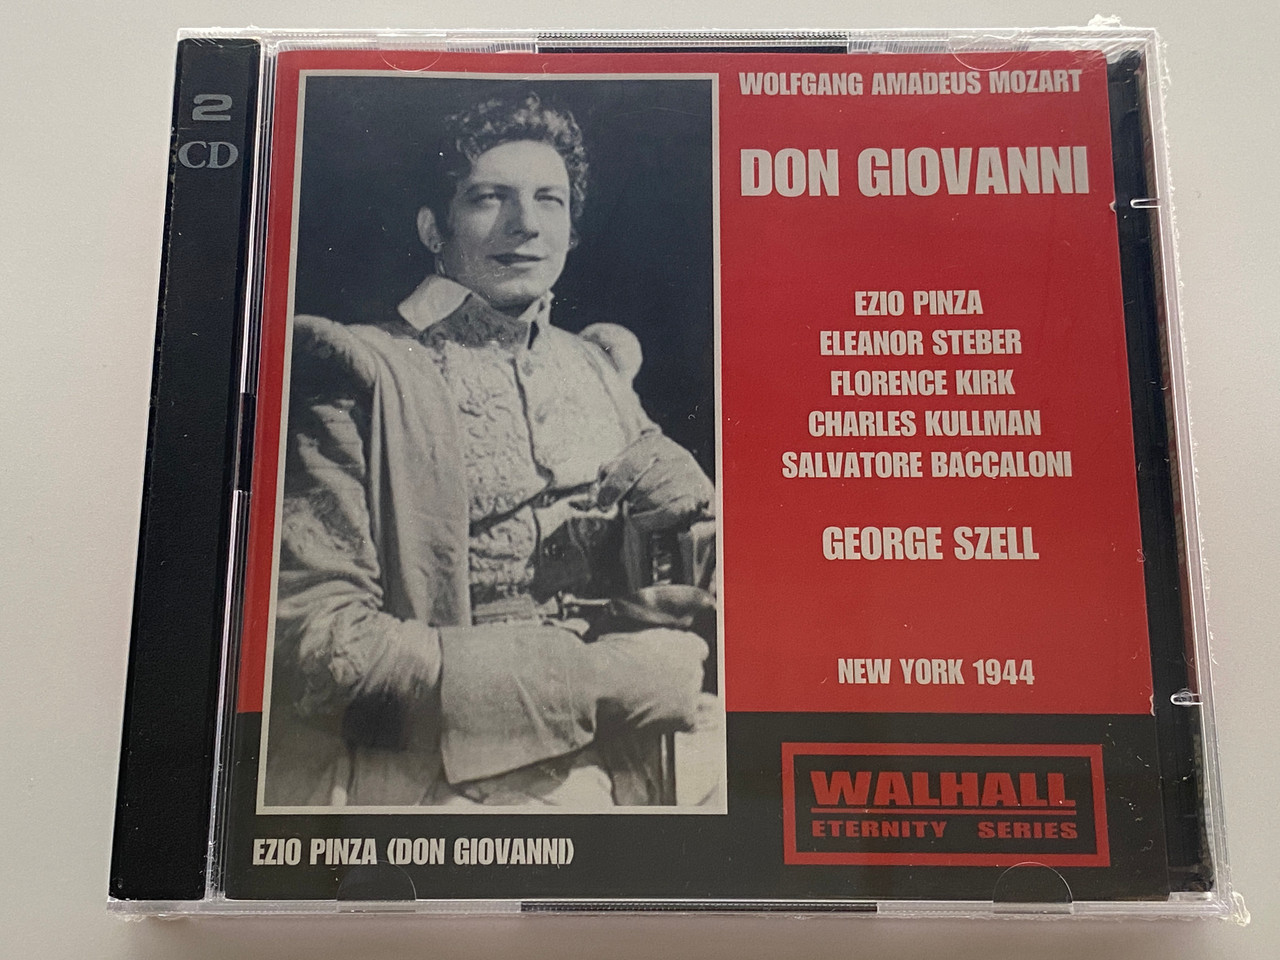 2
CD
WOLFGANG AMADEUS MOZART
DON GIOVANNI
EZIO PINZA
ELEANOR STEBER
FLORENCE KIRK
CHARLES KULLMAN
SALVATORE BACCALONI
GEORGE SZELL
NEW YORK 1944
WALHALL
ETERNITY SERIES
EZIO PINZA (DON GIOVANNI)